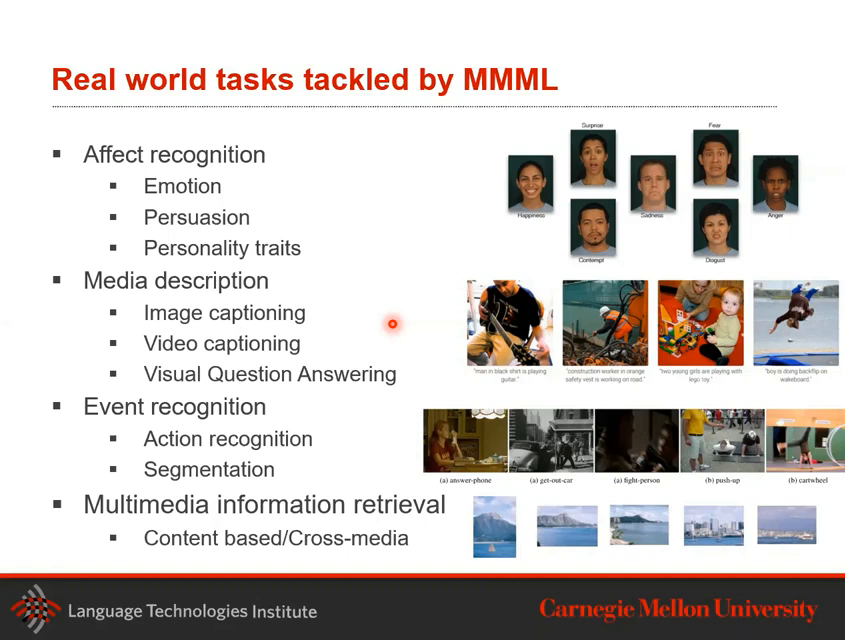 Real world tasks tackled by MMML
▪ Affect recognition
▪ Emotion
▪ Persuasion
▪ Personality traits
▪ Media description
▪ Image captioning
▪ Video captioning
▪ Visual Question Answering
▪ Event recognition
▪ Action recognition
▪ Segmentation
▪ Multimedia information retrieval
▪ Content based/Cross-media
Surprise
Fear
Happiness
Sadness
Anger
Contempt
Disgust
"man in black shirt is playing
guitar."
"construction worker in orange
safety vest is working on road."
"two young girls are playing with
lego toy."
"boy is doing backflip on
wakeboard."
(a) answer-phone
(a) get-out-car
(a) fight-person
(b) push-up
(b) cartwheel
Language Technologies Institute
Carnegie Mellon University